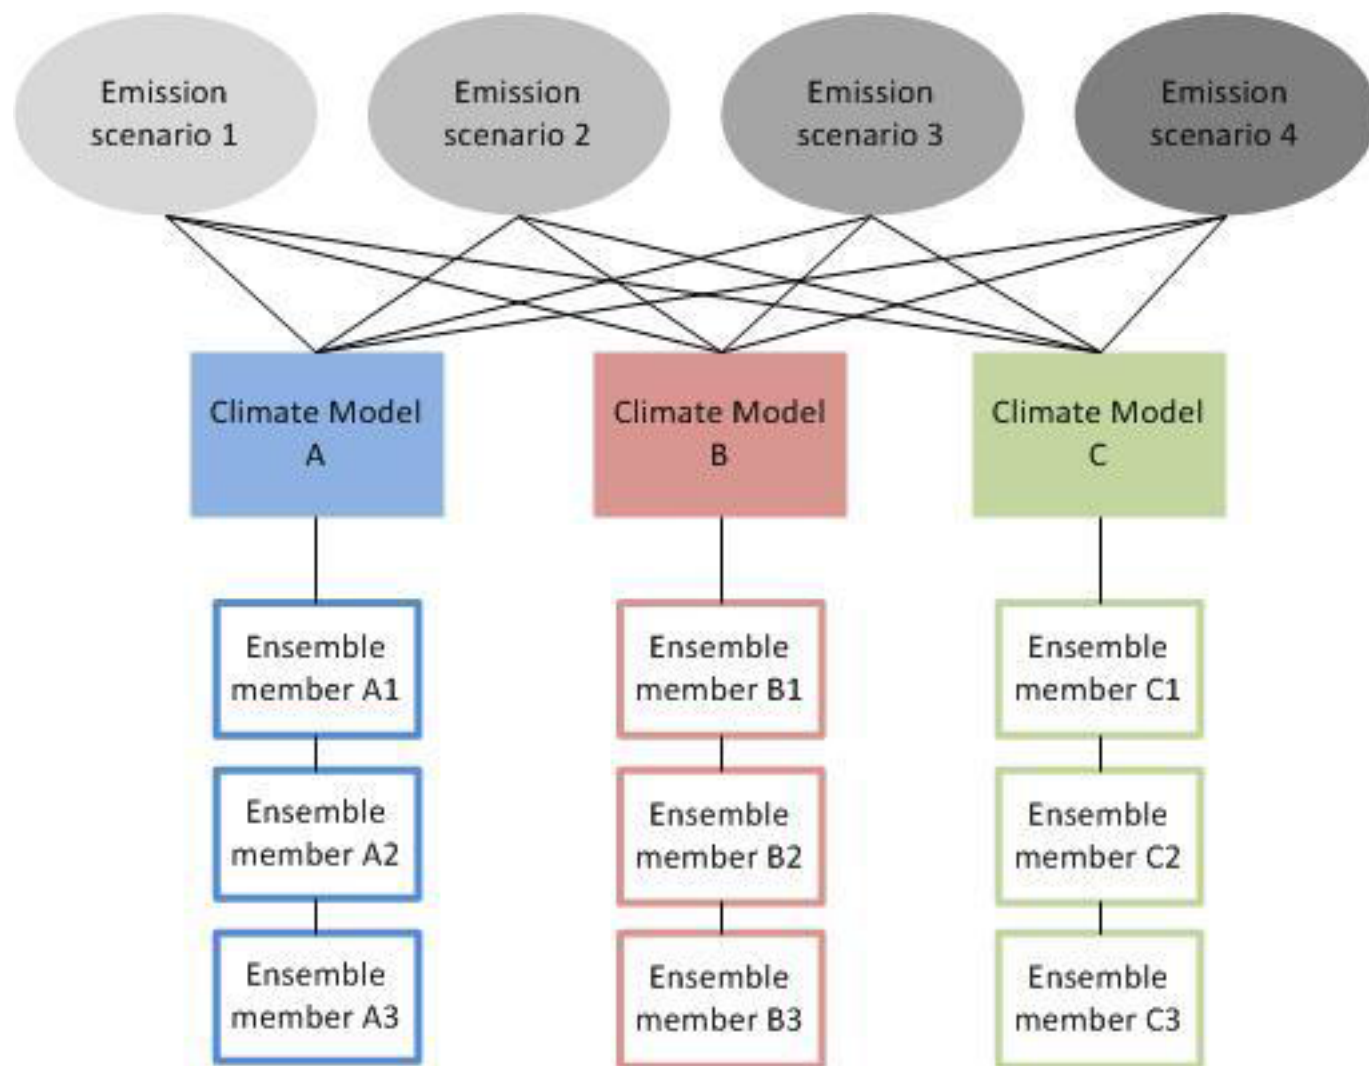 Emission
scenario 1
Emission
scenario 2
Emission
scenario 3
Emission
scenario 4
Climate Model
A
Climate Model
B
Climate Model
C
Ensemble
member A1
Ensemble
member B1
Ensemble
member C1
Ensemble
member A2
Ensemble
member B2
Ensemble
member C2
Ensemble
member A3
Ensemble
member B3
Ensemble
member C3